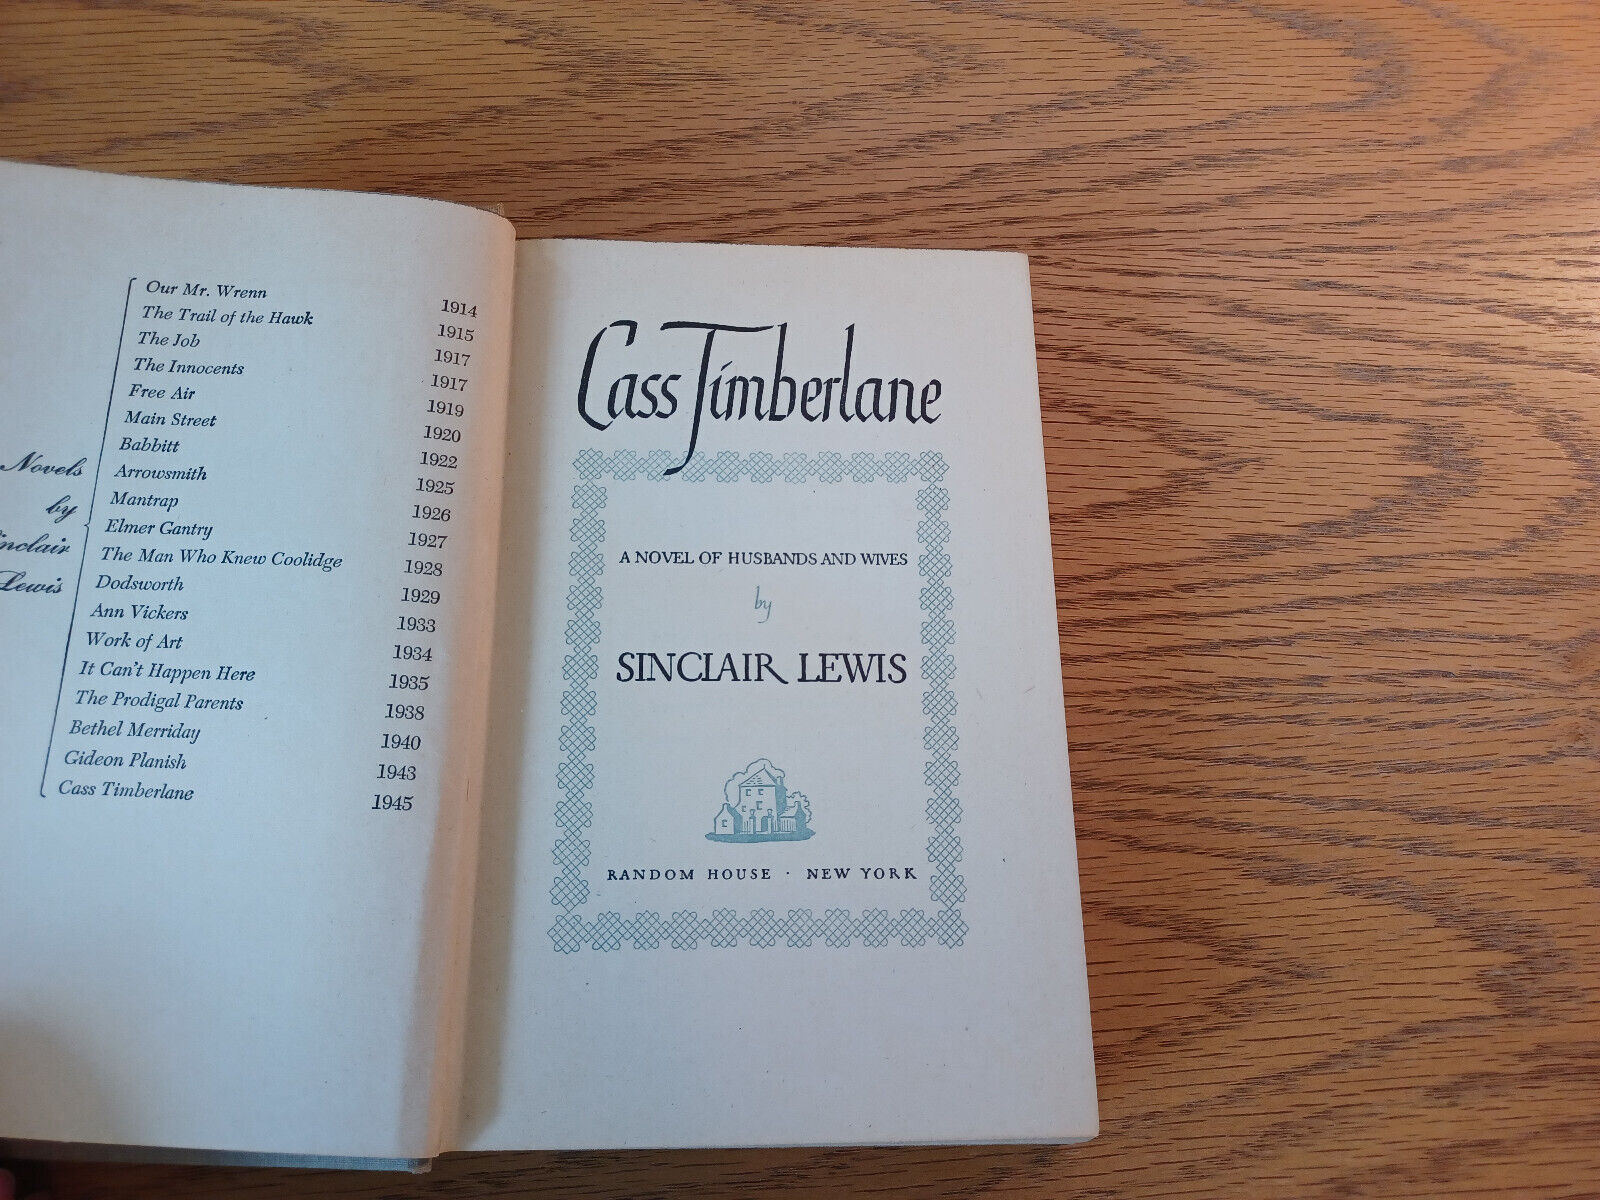 Novels
by
Sinclair
Lewis
Our Mr. Wrenn 1914
The Trail of the Hawk 1915
The Job 1917
The Innocents 1917
Free Air 1919
Main Street 1920
Babbitt 1922
Arrowsmith 1925
Mantrap 1926
Elmer Gantry 1927
The Man Who Knew Coolidge 1928
Dodsworth 1929
Ann Vickers 1933
Work of Art 1934
It Can't Happen Here 1935
The Prodigal Parents 1938
Bethel Merriday 1940
Gideon Planish 1943
Cass Timberlane 1945
Cass Timberlane
A NOVEL OF HUSBANDS AND WIVES
by
SINCLAIR LEWIS
RANDOM HOUSE · NEW YORK